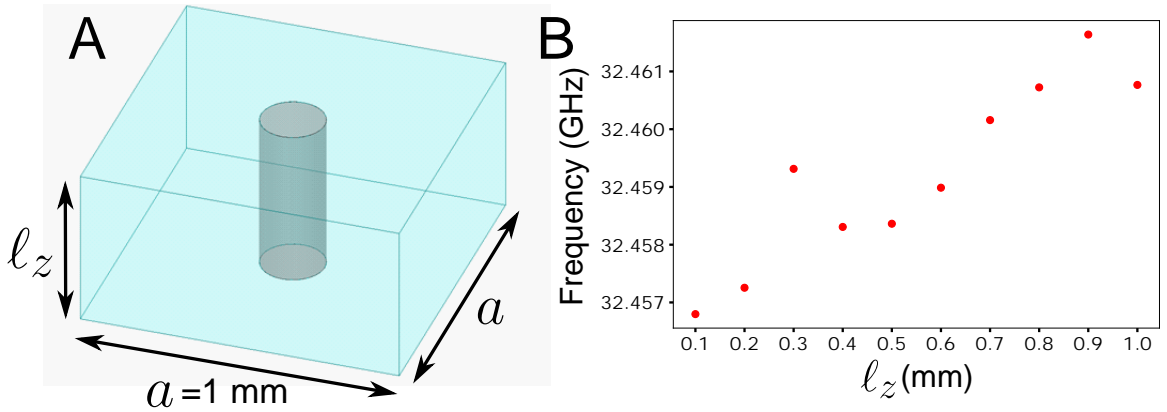 A
ℓz
a
a =1 mm
B
Frequency (GHz)
32.461
32.460
32.459
32.458
32.457
0.1 0.2 0.3 0.4 0.5 0.6 0.7 0.8 0.9 1.0
ℓz (mm)